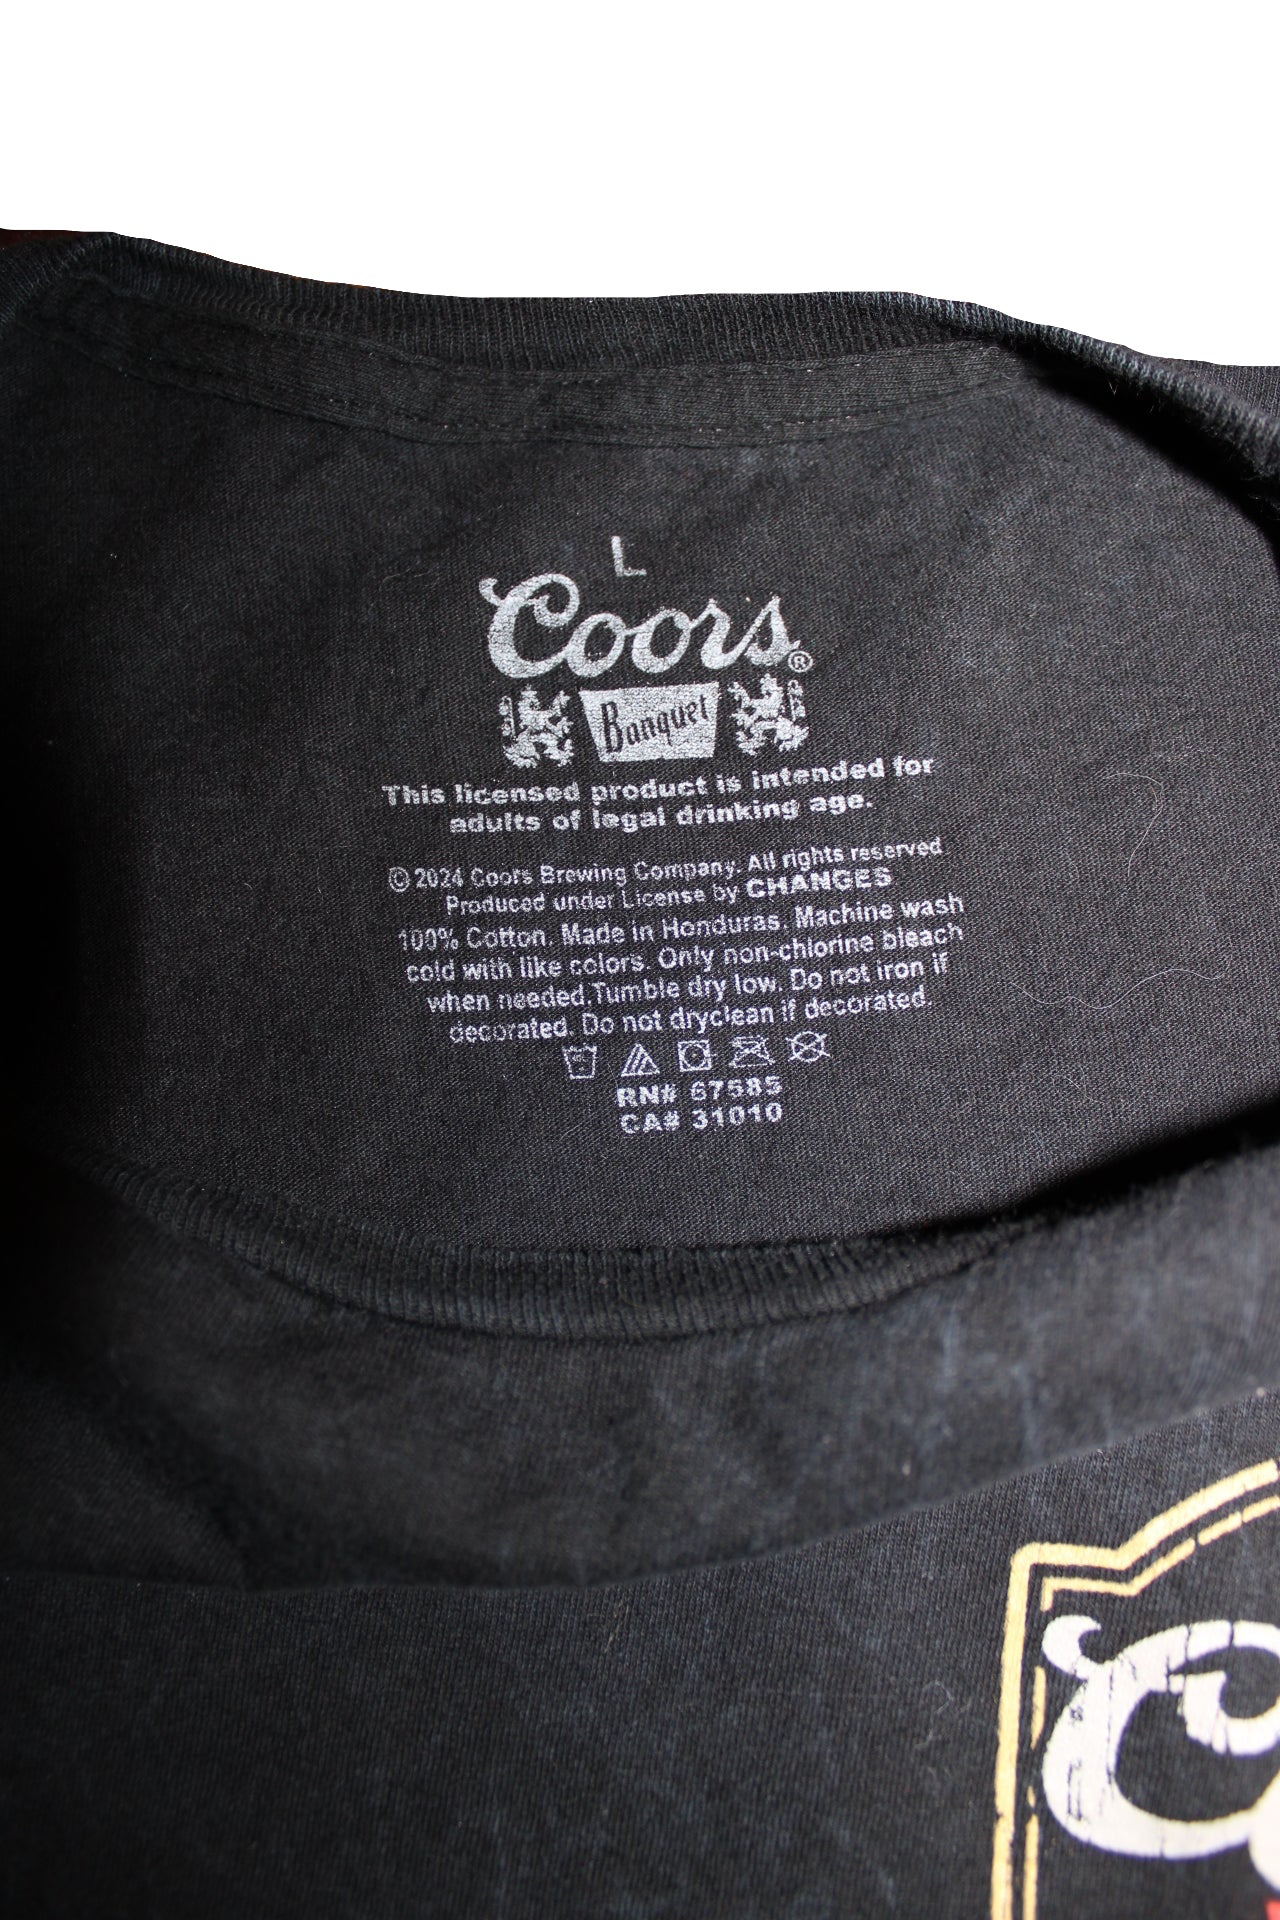 L
Coors®
Banquet
This licensed product is intended for
adults of legal drinking age.
© 2024 Coors Brewing Company. All rights reserved
Produced under License by CHANGES
100% Cotton. Made in Honduras. Machine wash
cold with like colors. Only non-chlorine bleach
when needed.Tumble dry low. Do not iron if
decorated. Do not dryclean if decorated.
RN# 67585
CA# 31010
C